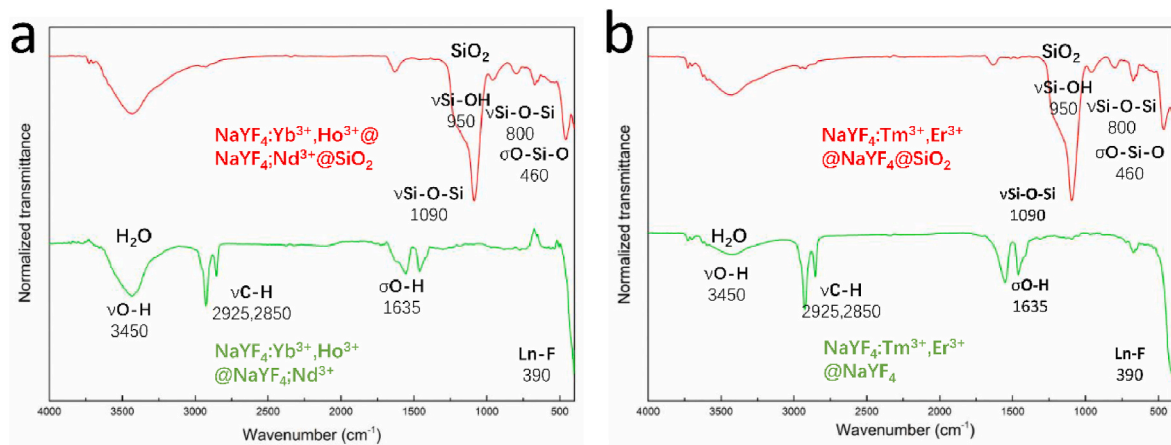 a
SiO₂
νSi-OH
950
νSi-O-Si
800
σO-Si-O
460
NaYF₄:Yb³⁺,Ho³⁺@
NaYF₄;Nd³⁺@SiO₂
νSi-O-Si
1090
H₂O
νO-H
3450
νC-H
2925,2850
σO-H
1635
NaYF₄:Yb³⁺,Ho³⁺
@NaYF₄;Nd³⁺
Ln-F
390
Normalized transmittance
4000 3500 3000 2500 2000 1500 1000 500
Wavenumber (cm⁻¹)
b
SiO₂
νSi-OH
950
νSi-O-Si
800
σO-Si-O
460
NaYF₄:Tm³⁺,Er³⁺
@NaYF₄@SiO₂
νSi-O-Si
1090
H₂O
νO-H
3450
νC-H
2925,2850
σO-H
1635
NaYF₄:Tm³⁺,Er³⁺
@NaYF₄
Ln-F
390
Normalized transmittance
4000 3500 3000 2500 2000 1500 1000 500
Wavenumber (cm⁻¹)